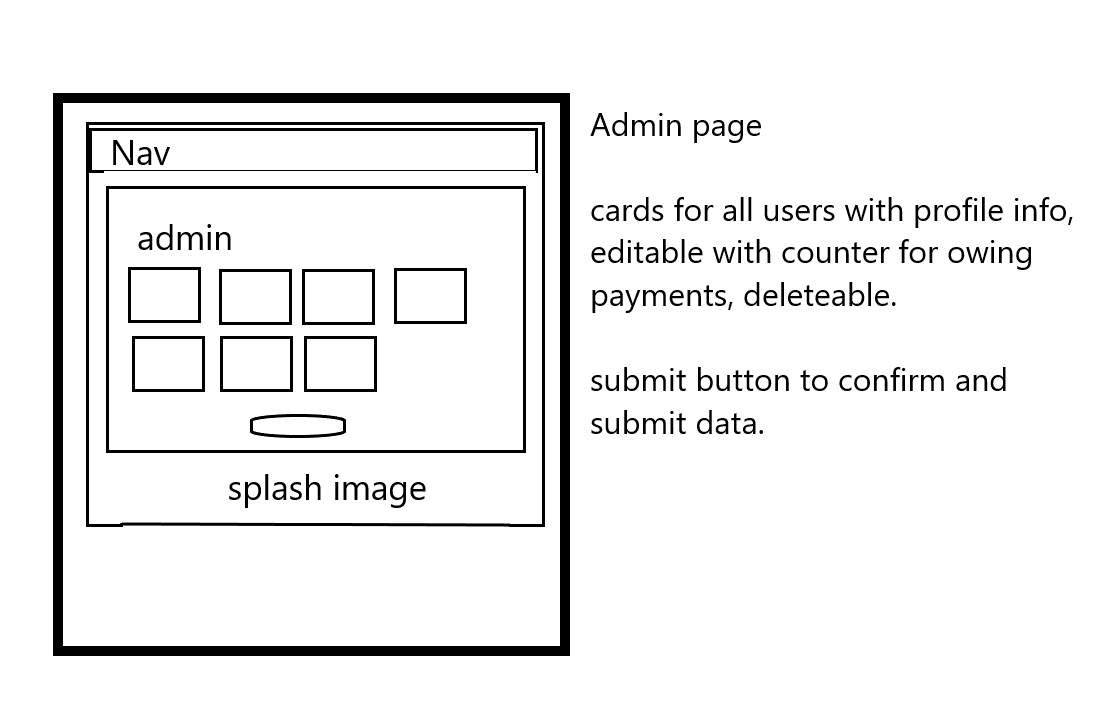 Nav
admin
splash image
Admin page
cards for all users with profile info,
editable with counter for owing
payments, deleteable.
submit button to confirm and
submit data.